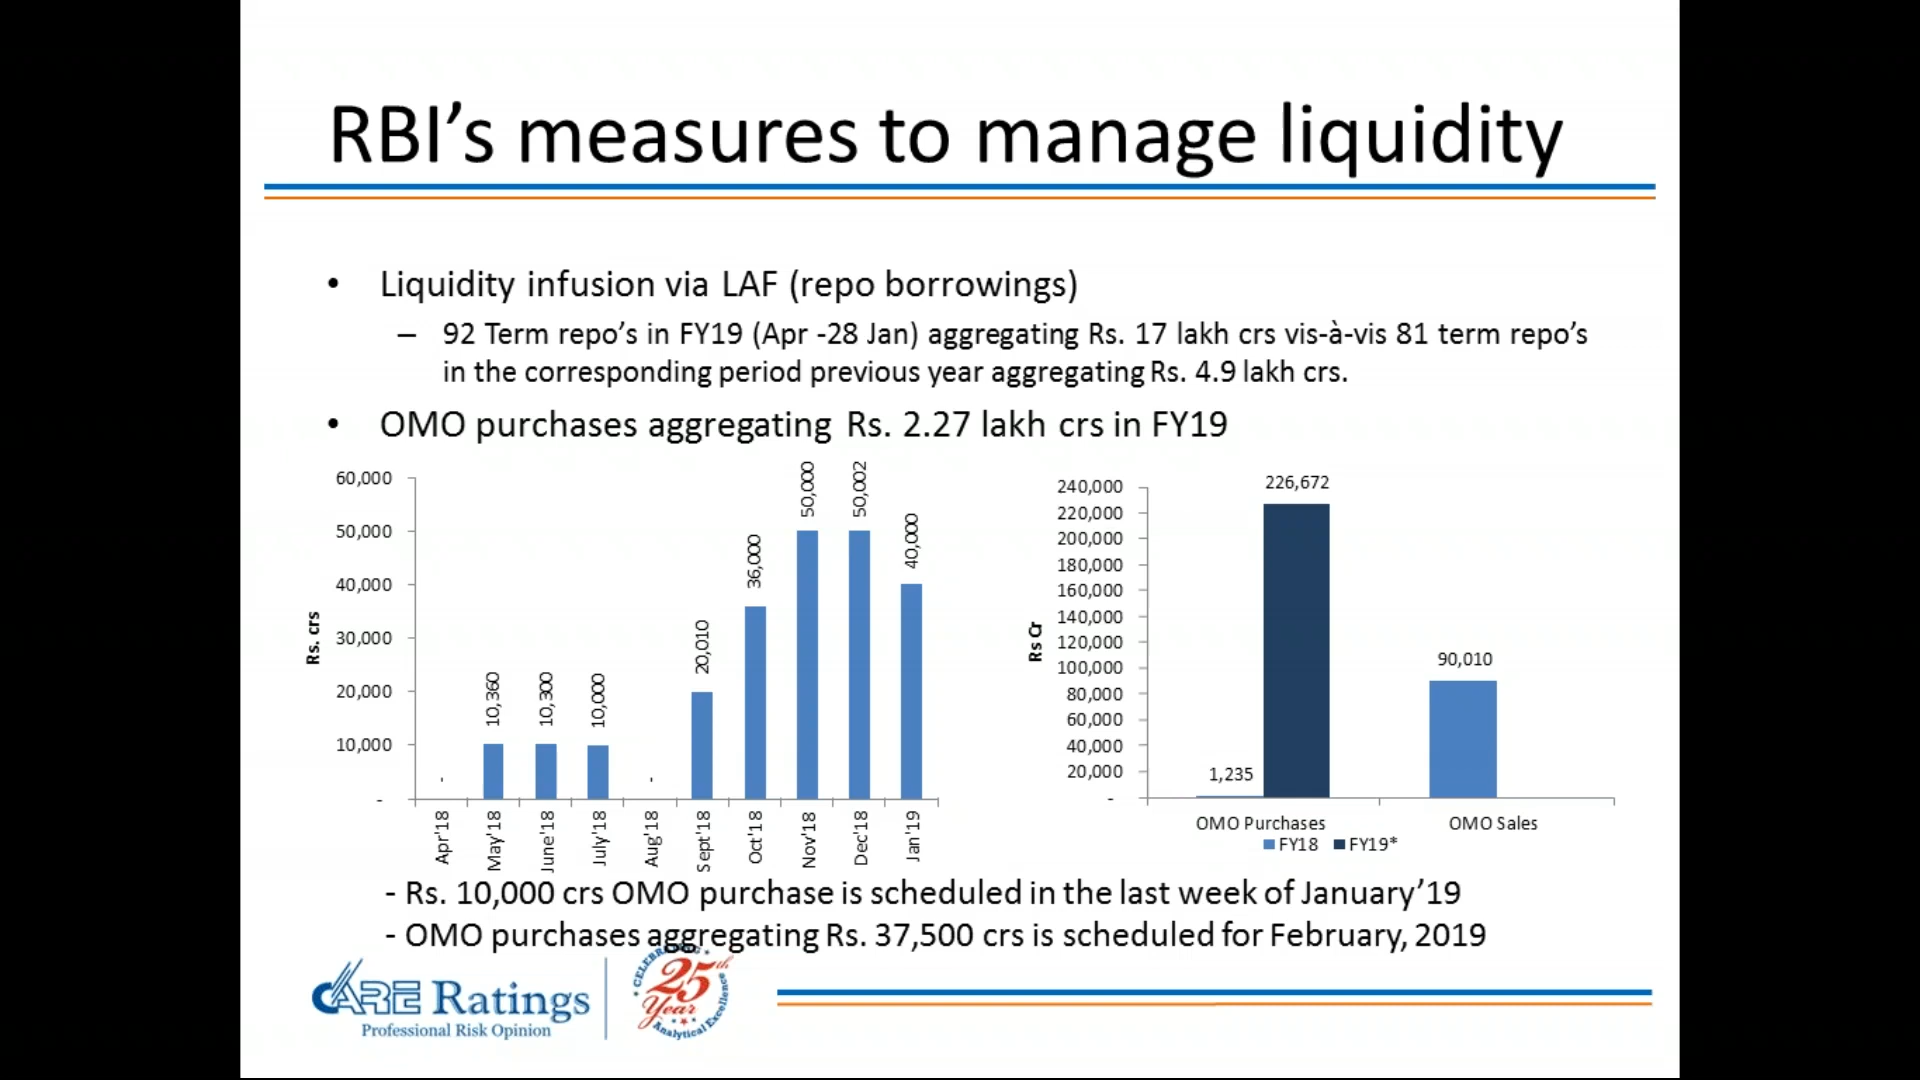 RBI’s measures to manage liquidity
• Liquidity infusion via LAF (repo borrowings)
– 92 Term repo’s in FY19 (Apr -28 Jan) aggregating Rs. 17 lakh crs vis-à-vis 81 term repo’s
in the corresponding period previous year aggregating Rs. 4.9 lakh crs.
• OMO purchases aggregating Rs. 2.27 lakh crs in FY19
Rs. crs
60,000
50,000
40,000
30,000
20,000
10,000
-
-
10,360
10,300
10,000
-
20,010
36,000
50,000
50,002
40,000
Apr'18
May'18
June'18
July'18
Aug'18
Sept'18
Oct'18
Nov'18
Dec'18
Jan'19
Rs Cr
240,000
220,000
200,000
180,000
160,000
140,000
120,000
100,000
80,000
60,000
40,000
20,000
-
1,235
226,672
90,010
OMO Purchases
OMO Sales
FY18 FY19*
- Rs. 10,000 crs OMO purchase is scheduled in the last week of January’19
- OMO purchases aggregating Rs. 37,500 crs is scheduled for February, 2019
CARE Ratings
Professional Risk Opinion
CELEBRATING
25th
Year
Analytical Excellence